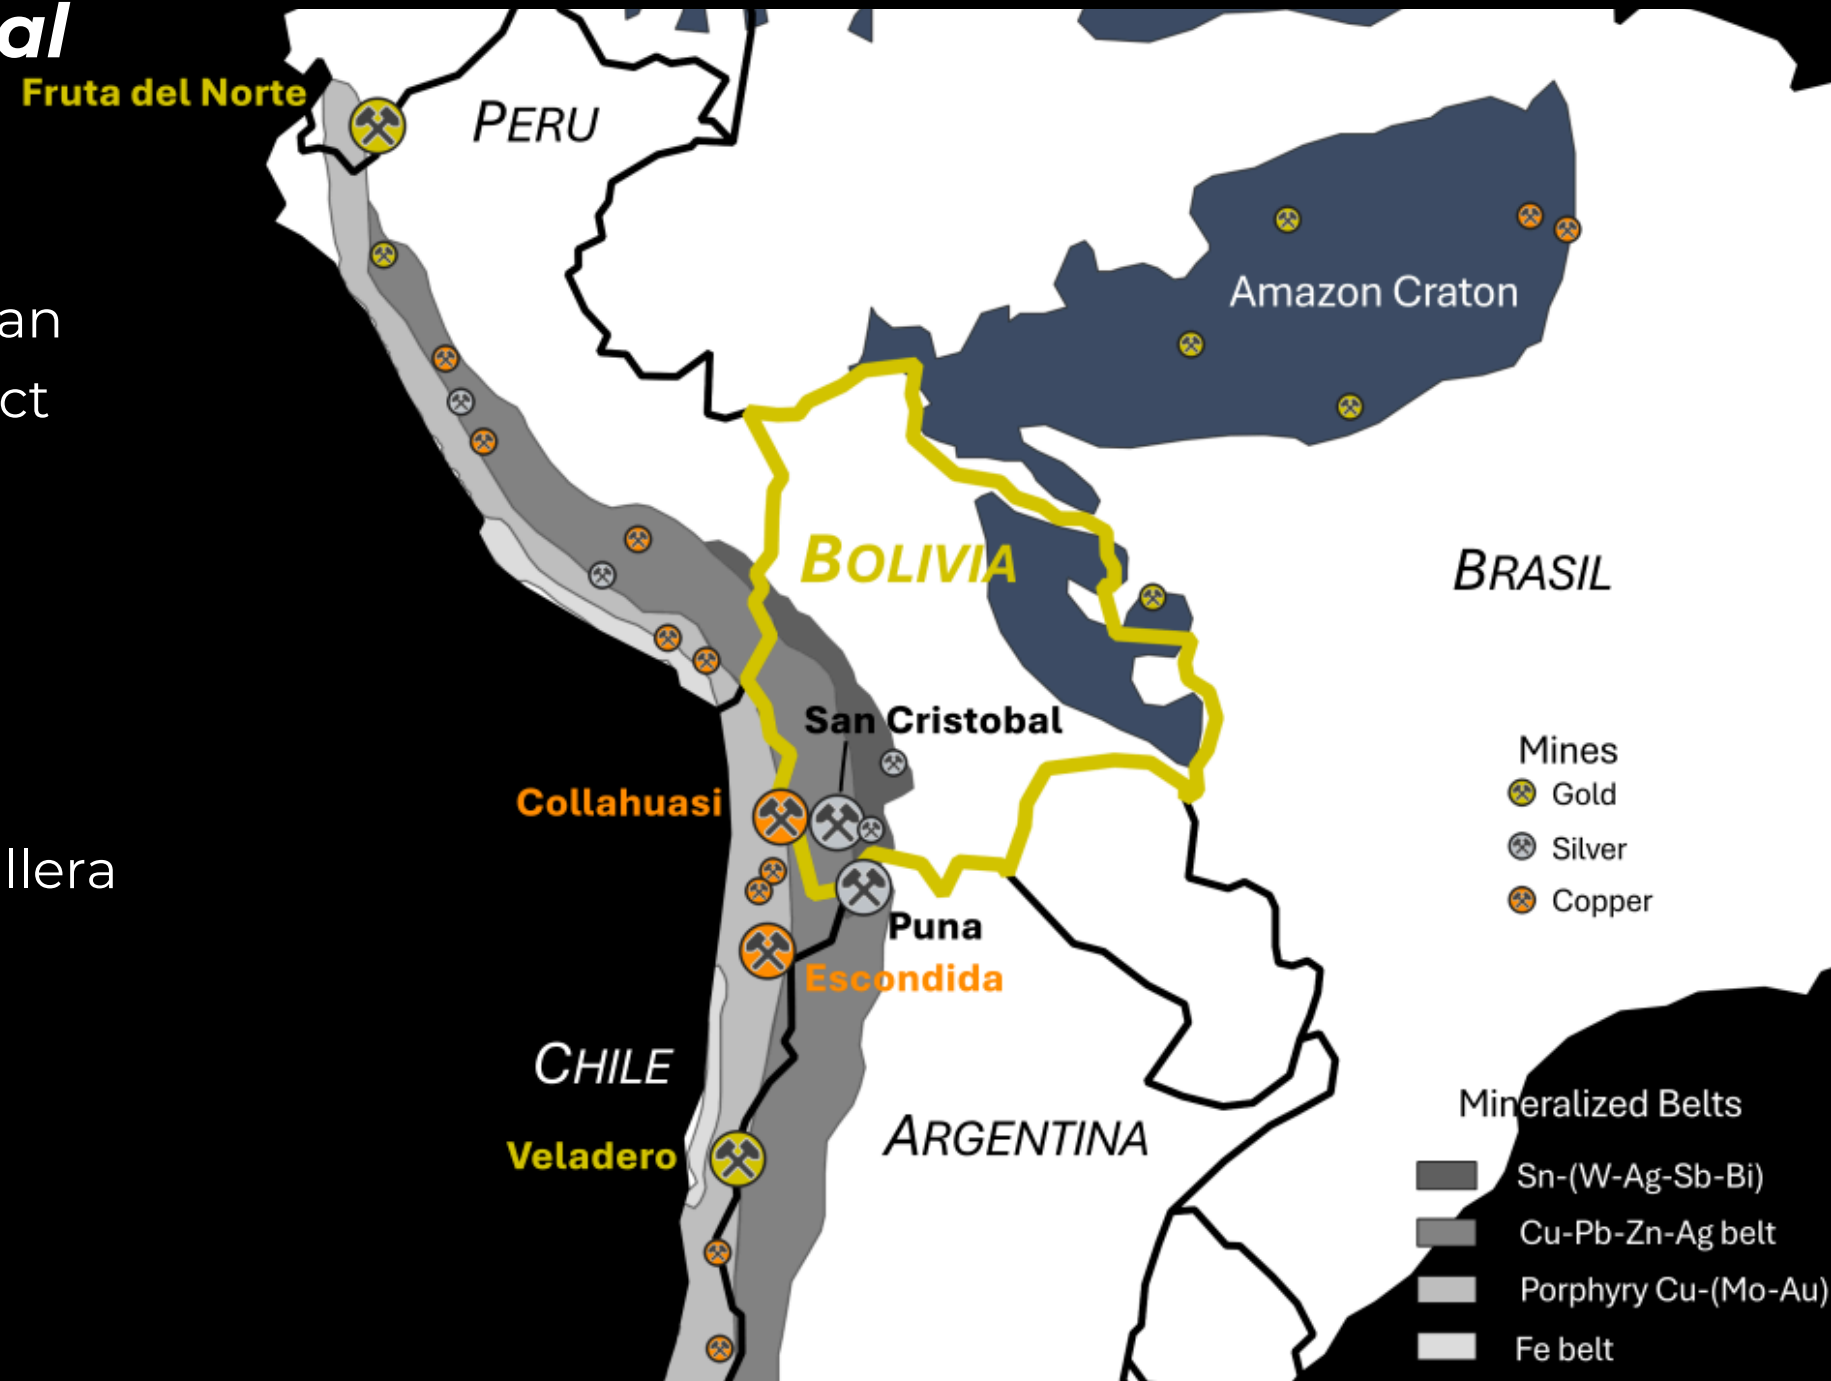 al
Fruta del Norte
PERU
an
Amazon Craton
ct
BOLIVIA
BRASIL
San Cristobal
Mines
Collahuasi
Gold
Silver
llera
Copper
Puna
Escondida
CHILE
Mineralized Belts
ARGENTINA
Veladero
Sn-(W-Ag-Sb-Bi)
Cu-Pb-Zn-Ag belt
Porphyry Cu-(Mo-Au)
Fe belt